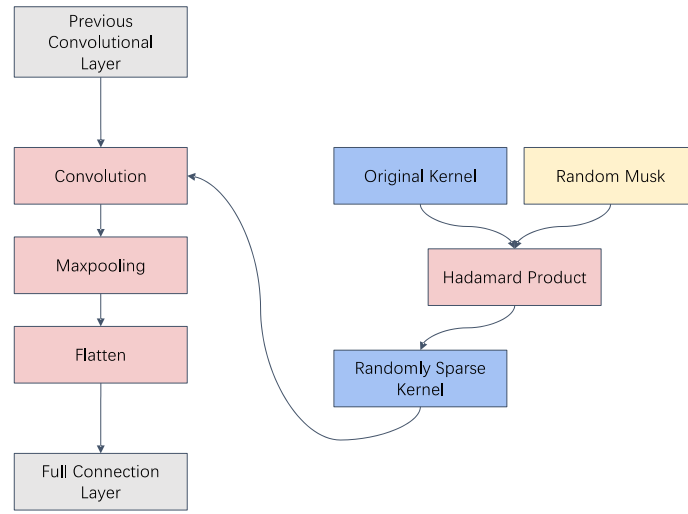 Previous
Convolutional
Layer
Convolution
Original Kernel
Random Musk
Maxpooling
Hadamard Product
Flatten
Randomly Sparse
Kernel
Full Connection
Layer